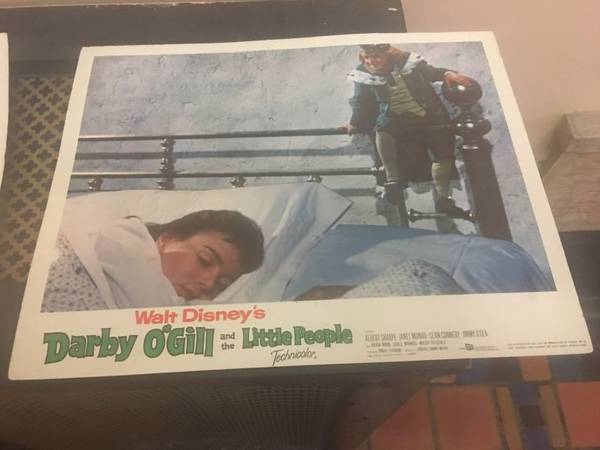 Walt Disney's
Darby O'Gill and the Little People
Technicolor
ALBERT SHARPE · JANET MUNRO · SEAN CONNERY · JIMMY O'DEA